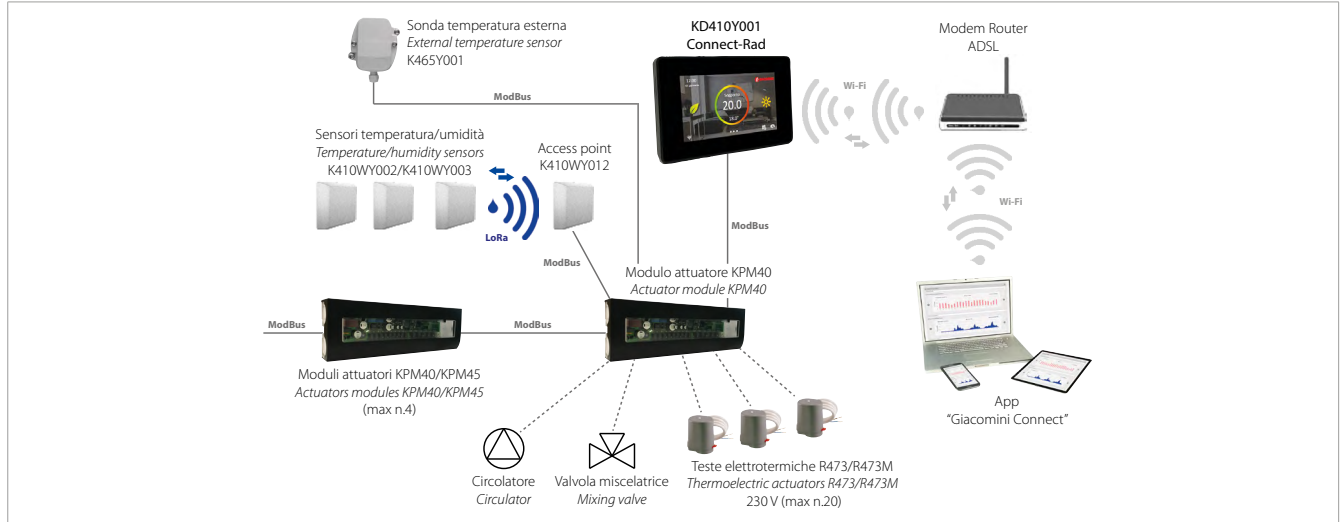 Sonda temperatura esterna
External temperature sensor
K465Y001
KD410Y001
Connect-Rad
Modem Router
ADSL
Wi-Fi
ModBus
20.0
Sensori temperatura/umidità
Temperature/humidity sensors
K410WY002/K410WY003
Access point
K410WY012
LoRa
Wi-Fi
ModBus
ModBus
Modulo attuatore KPM40
Actuator module KPM40
ModBus
ModBus
Moduli attuatori KPM40/KPM45
Actuators modules KPM40/KPM45
(max n.4)
App
“Giacomini Connect”
Circolatore
Circulator
Valvola miscelatrice
Mixing valve
Teste elettrotermiche R473/R473M
Thermoelectric actuators R473/R473M
230 V (max n.20)